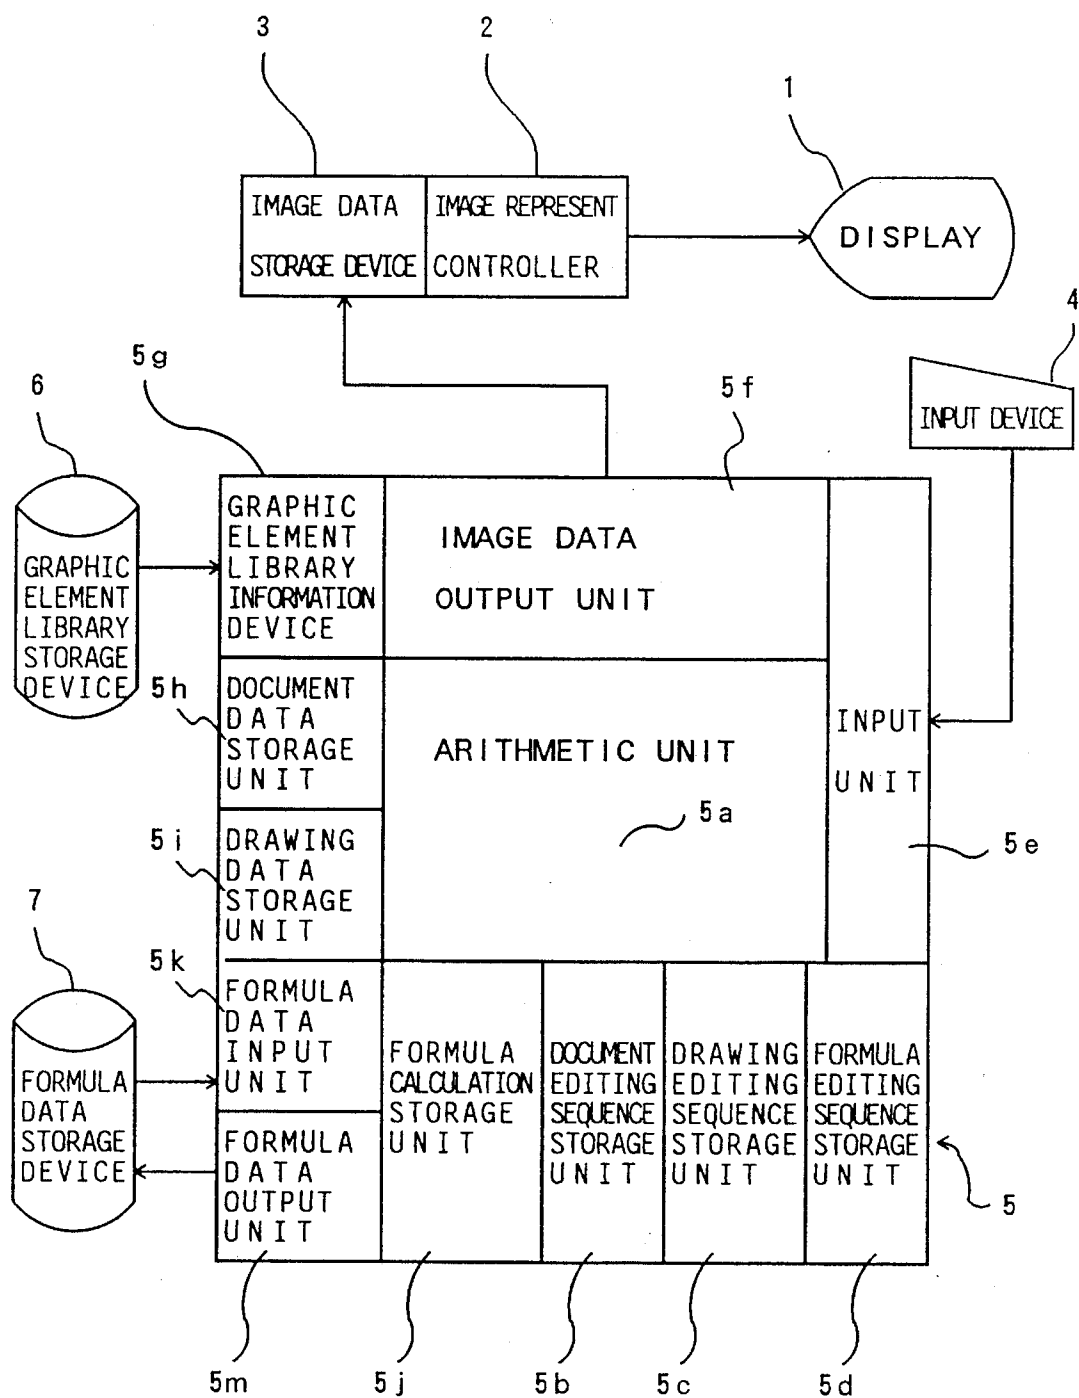 3
2
1
IMAGE DATA
STORAGE DEVICE
IMAGE REPRESENT
CONTROLLER
DISPLAY
4
INPUT DEVICE
5g
6
5f
GRAPHIC
ELEMENT
LIBRARY
STORAGE
DEVICE
GRAPHIC
ELEMENT
LIBRARY
INFORMATION
DEVICE
IMAGE DATA
OUTPUT UNIT
5h
DOCUMENT
DATA
STORAGE
UNIT
ARITHMETIC UNIT
5a
INPUT
UNIT
5e
5i
DRAWING
DATA
STORAGE
UNIT
7
5k
FORMULA
DATA
INPUT
UNIT
FORMULA
DATA
STORAGE
DEVICE
FORMULA
DATA
OUTPUT
UNIT
FORMULA
CALCULATION
STORAGE
UNIT
DOCUMENT
EDITING
SEQUENCE
STORAGE
UNIT
DRAWING
EDITING
SEQUENCE
STORAGE
UNIT
FORMULA
EDITING
SEQUENCE
STORAGE
UNIT
5
5m
5j
5b
5c
5d